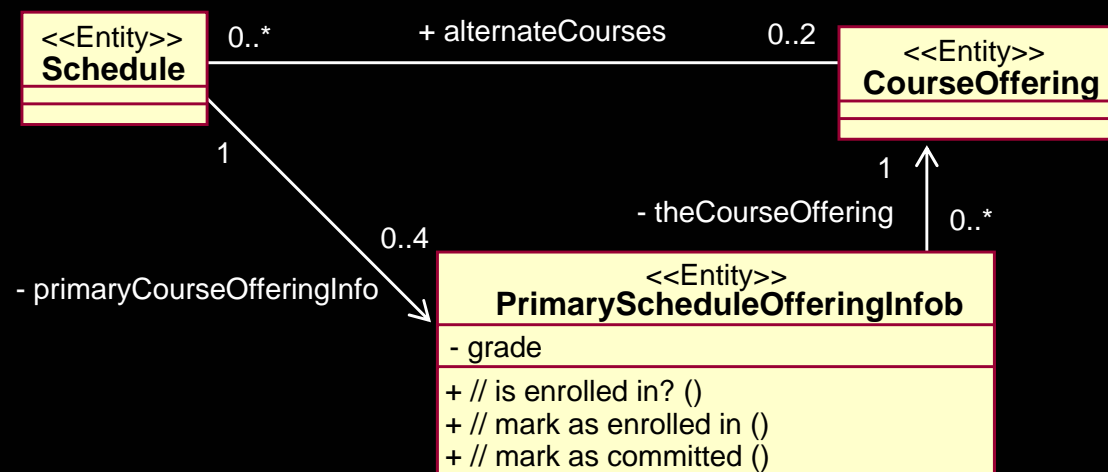 <<Entity>>
Schedule
0..*
+ alternateCourses
0..2
<<Entity>>
CourseOffering
1
1
- theCourseOffering
0..*
0..4
- primaryCourseOfferingInfo
<<Entity>>
PrimaryScheduleOfferingInfob
- grade
+ // is enrolled in? ()
+ // mark as enrolled in ()
+ // mark as committed ()